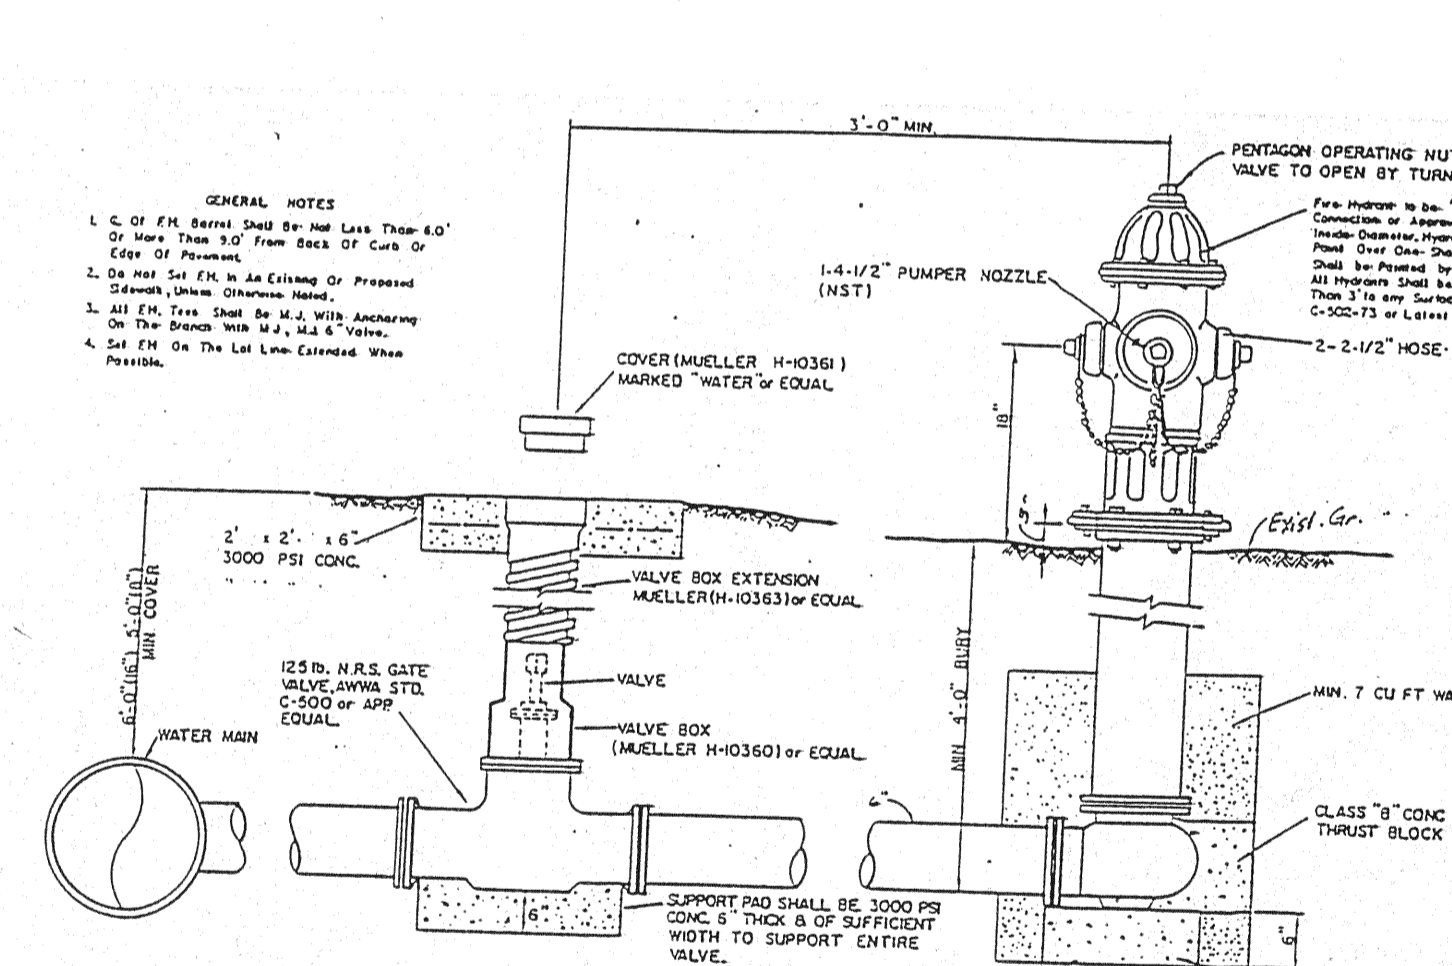 3'-0" MIN.
PENTAGON OPERATING NUT
VALVE TO OPEN BY TURN
GENERAL NOTES
1. C. Of F.H. Barrel Shall Be Not Less Than 6.0'
Or More Than 9.0' From Back Of Curb Or
Edge Of Pavement.
2. Do Not Set F.H. In An Existing Or Proposed
Sidewalk, Unless Otherwise Noted.
3. All F.H. Tees Shall Be M.J. With Anchoring
On The Branch With M.J., M.J. 6" Valve.
4. Set FH On The Lot Line Extended When
Possible.
Fire Hydrant to be
Connection or Approv
Inside Diameter, Hydra
Paint Over One Sho
Shall be Painted by
All Hydrants Shall be
Than 3' to any Surfac
C-502-73 or Latest
1-4-1/2" PUMPER NOZZLE
(NST)
2-2-1/2" HOSE
COVER (MUELLER H-10361)
MARKED "WATER" or EQUAL
18"
3"
Exist. Gr.
2' x 2' x 6"
3000 PSI CONC.
" " " "
VALVE BOX EXTENSION
MUELLER (H-10363) or EQUAL
6'-0"(16") 5'-0"(10")
MIN. COVER
125 lb. N.R.S. GATE
VALVE, AWWA STD.
C-500 or APP.
EQUAL.
VALVE
MIN 4'-0" BURY
MIN. 7 CU FT WA
WATER MAIN
VALVE BOX
(MUELLER H-10360) or EQUAL
6"
CLASS "B" CONC
THRUST BLOCK
6"
SUPPORT PAD SHALL BE 3000 PSI
CONC. 6" THICK & OF SUFFICIENT
WIDTH TO SUPPORT ENTIRE
VALVE.
6"